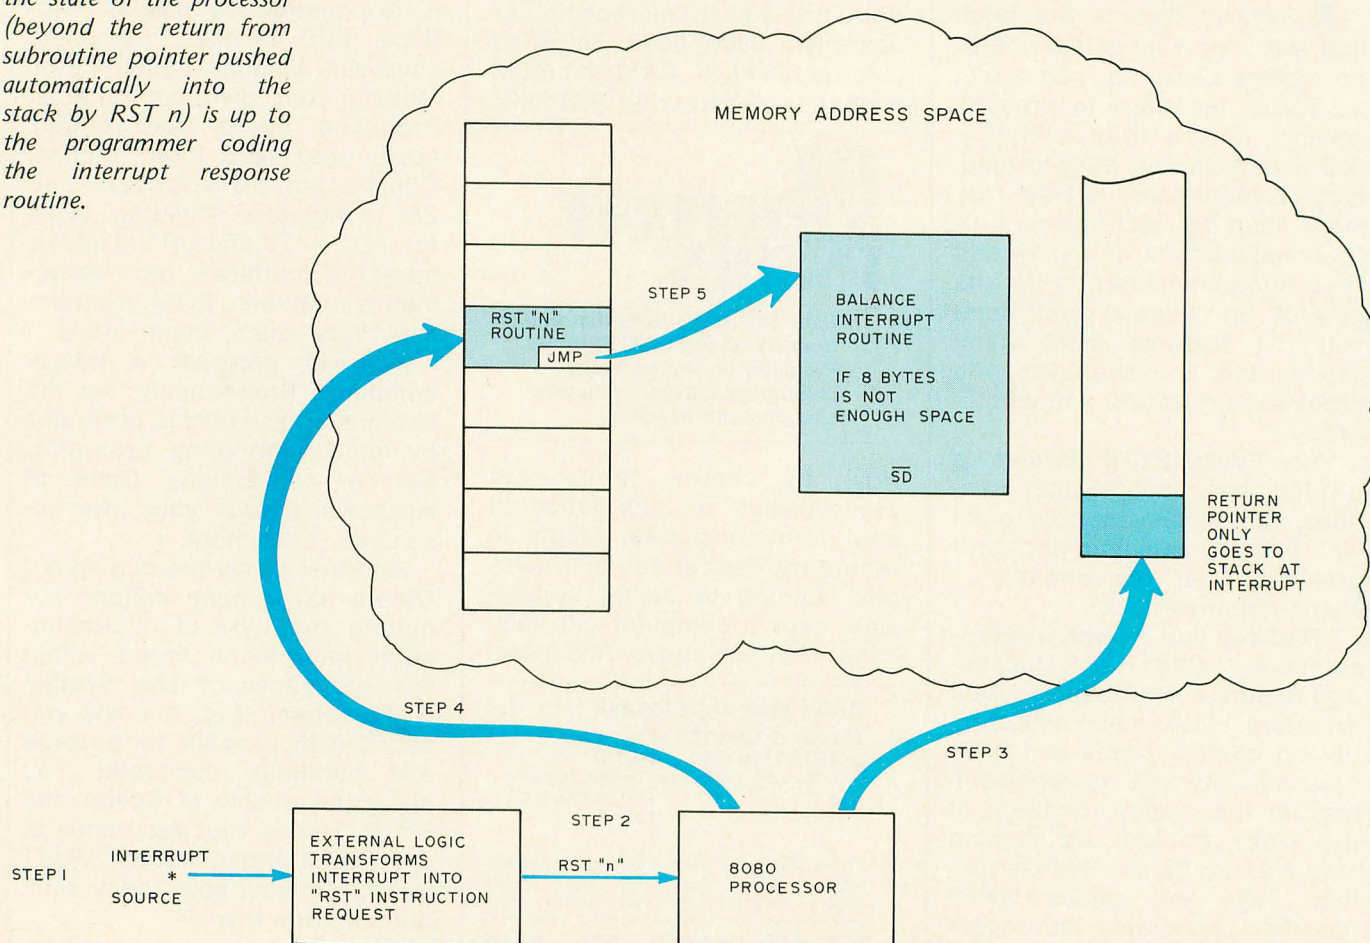 the state of the processor
(beyond the return from
subroutine pointer pushed
automatically into the
stack by RST n) is up to
the programmer coding
the interrupt response
routine.
MEMORY ADDRESS SPACE
RST "N"
ROUTINE
JMP
STEP 5
BALANCE
INTERRUPT
ROUTINE
IF 8 BYTES
IS NOT
ENOUGH SPACE
SD
RETURN
POINTER
ONLY
GOES TO
STACK AT
INTERRUPT
STEP 4
STEP 3
STEP 1
INTERRUPT
*
SOURCE
EXTERNAL LOGIC
TRANSFORMS
INTERRUPT INTO
"RST" INSTRUCTION
REQUEST
STEP 2
RST "n"
8080
PROCESSOR